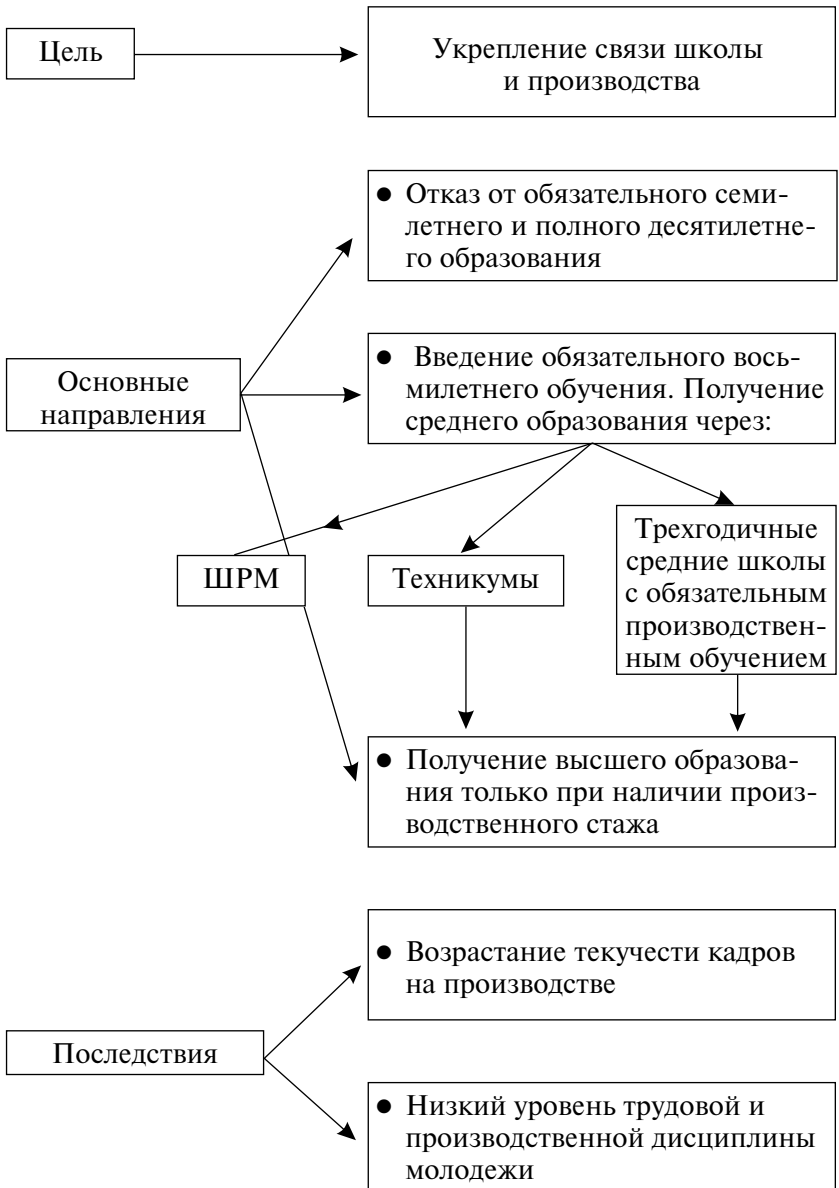 Цель
Укрепление связи школы
и производства
● Отказ от обязательного семи-
летнего и полного десятилетне-
го образования
Основные
направления
● Введение обязательного вось-
милетнего обучения. Получение
среднего образования через:
ШРМ
Техникумы
Трехгодичные
средние школы
с обязательным
производствен-
ным обучением
● Получение высшего образова-
ния только при наличии произ-
водственного стажа
Последствия
● Возрастание текучести кадров
на производстве
● Низкий уровень трудовой и
производственной дисциплины
молодежи